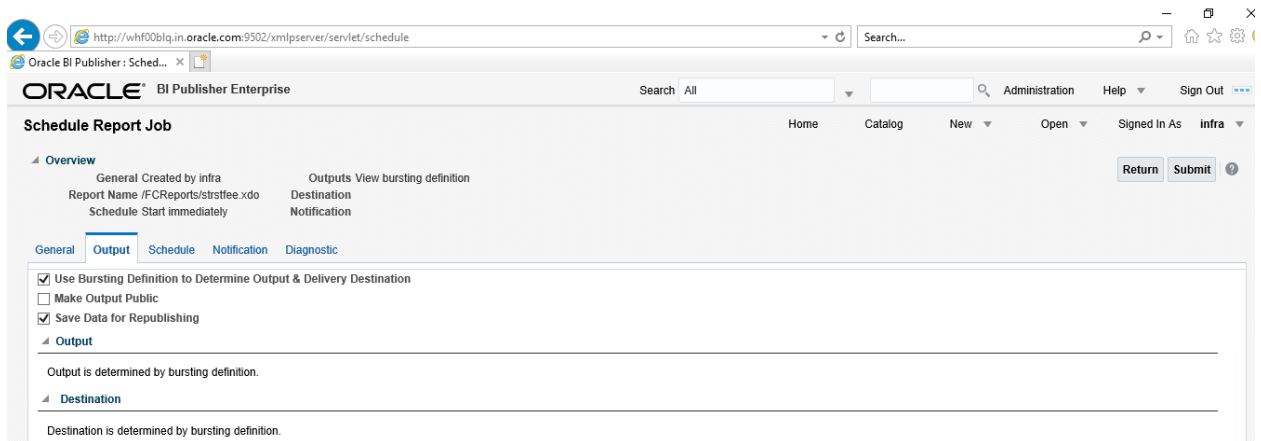 http://whf00blq.in.oracle.com:9502/xmlpserver/servlet/schedule Search...
Oracle BI Publisher : Sched...
ORACLE BI Publisher Enterprise Search All Administration Help Sign Out
Schedule Report Job Home Catalog New Open Signed In As infra
Overview
General Created by infra Outputs View bursting definition Return Submit
Report Name /FCReports/strstfee.xdo Destination
Schedule Start immediately Notification
General Output Schedule Notification Diagnostic
Use Bursting Definition to Determine Output & Delivery Destination
Make Output Public
Save Data for Republishing
Output
Output is determined by bursting definition.
Destination
Destination is determined by bursting definition.